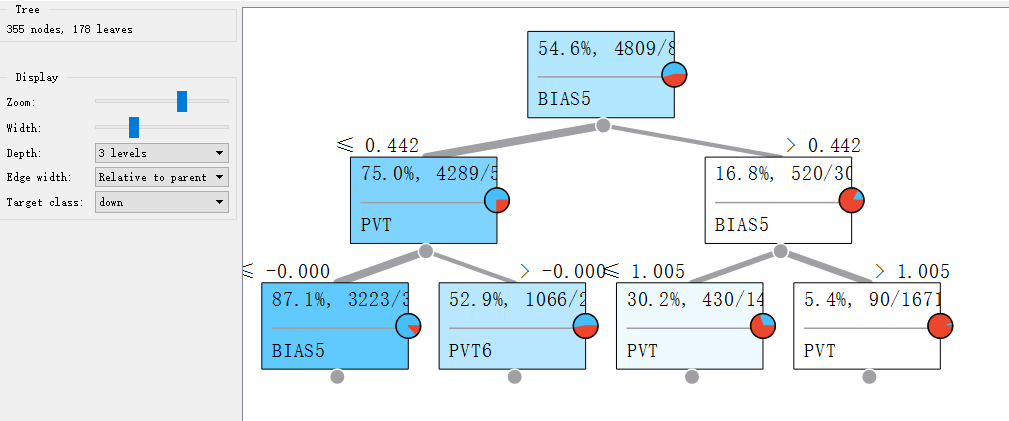 Tree
355 nodes, 178 leaves
Display
Zoom:
Width:
Depth: 3 levels
Edge width: Relative to parent
Target class: down
54.6%, 4809/8
BIAS5
≤ 0.442
> 0.442
75.0%, 4289/5
PVT
16.8%, 520/30
BIAS5
≤ -0.000
> -0.000
≤ 1.005
> 1.005
87.1%, 3223/3
BIAS5
52.9%, 1066/2
PVT6
30.2%, 430/14
PVT
5.4%, 90/1671
PVT